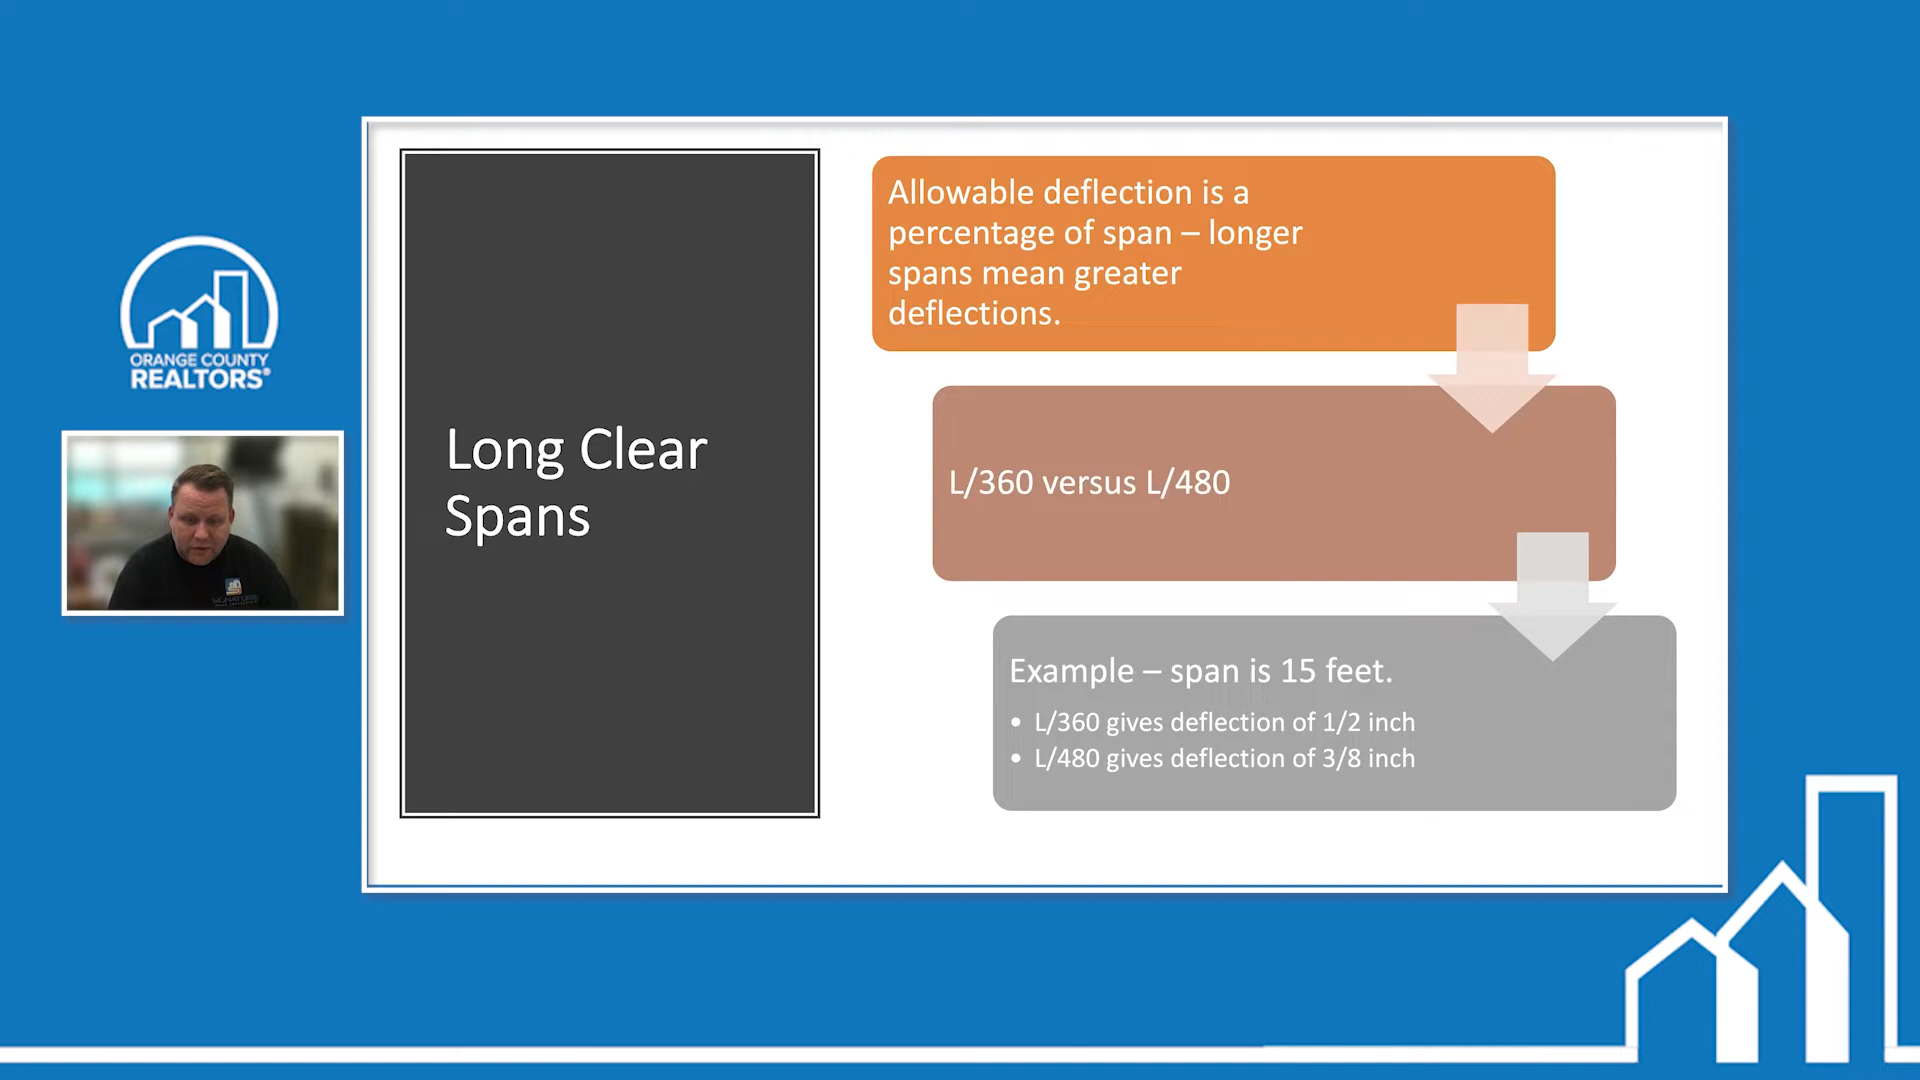 ORANGE COUNTY
REALTORS®
Long Clear
Spans
Allowable deflection is a
percentage of span – longer
spans mean greater
deflections.
L/360 versus L/480
Example – span is 15 feet.
• L/360 gives deflection of 1/2 inch
• L/480 gives deflection of 3/8 inch